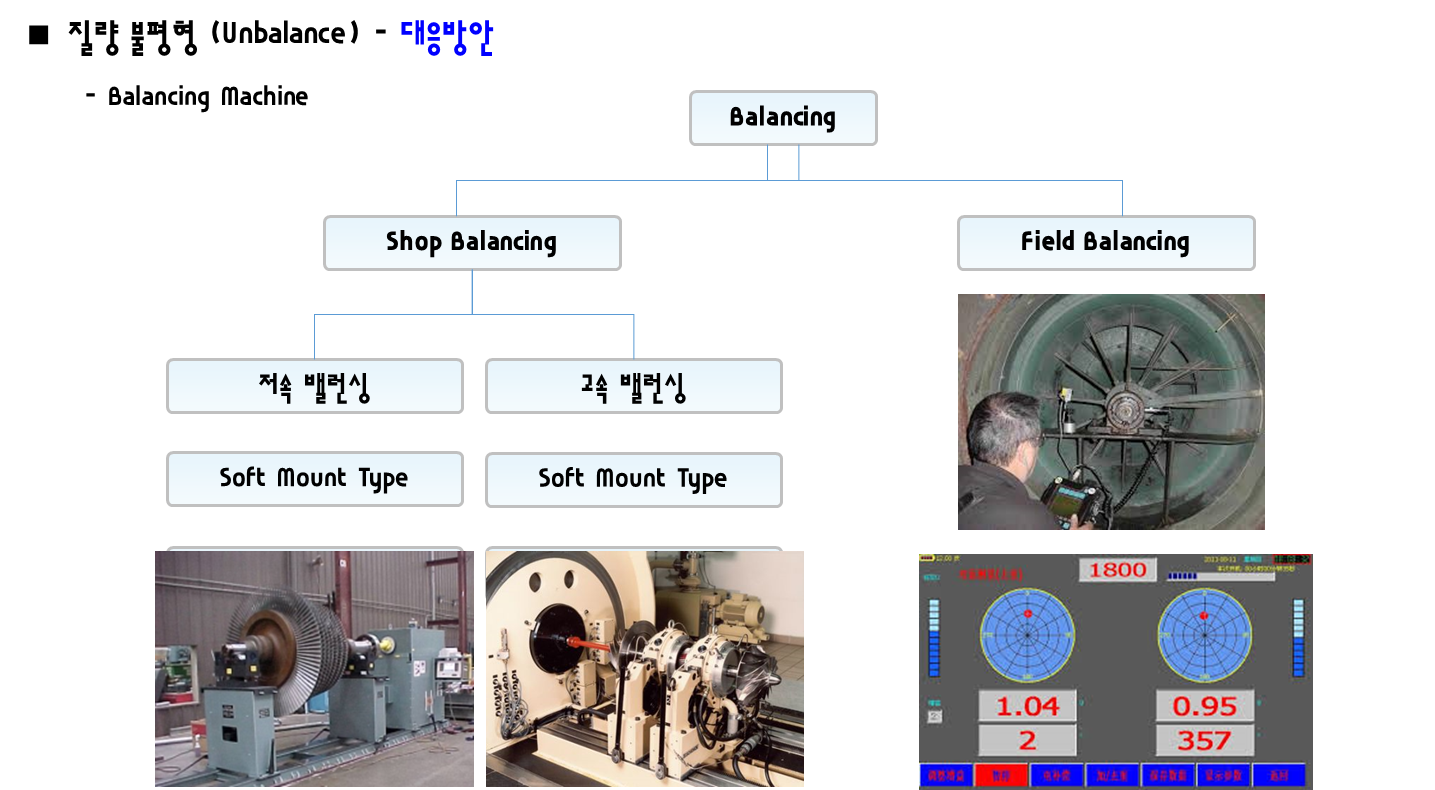 ■ 질량 불평형 (Unbalance) - 대응방안
- Balancing Machine
Balancing
Shop Balancing
Field Balancing
저속 밸런싱
고속 밸런싱
Soft Mount Type
Soft Mount Type
1800
1.04
0.95
2
357